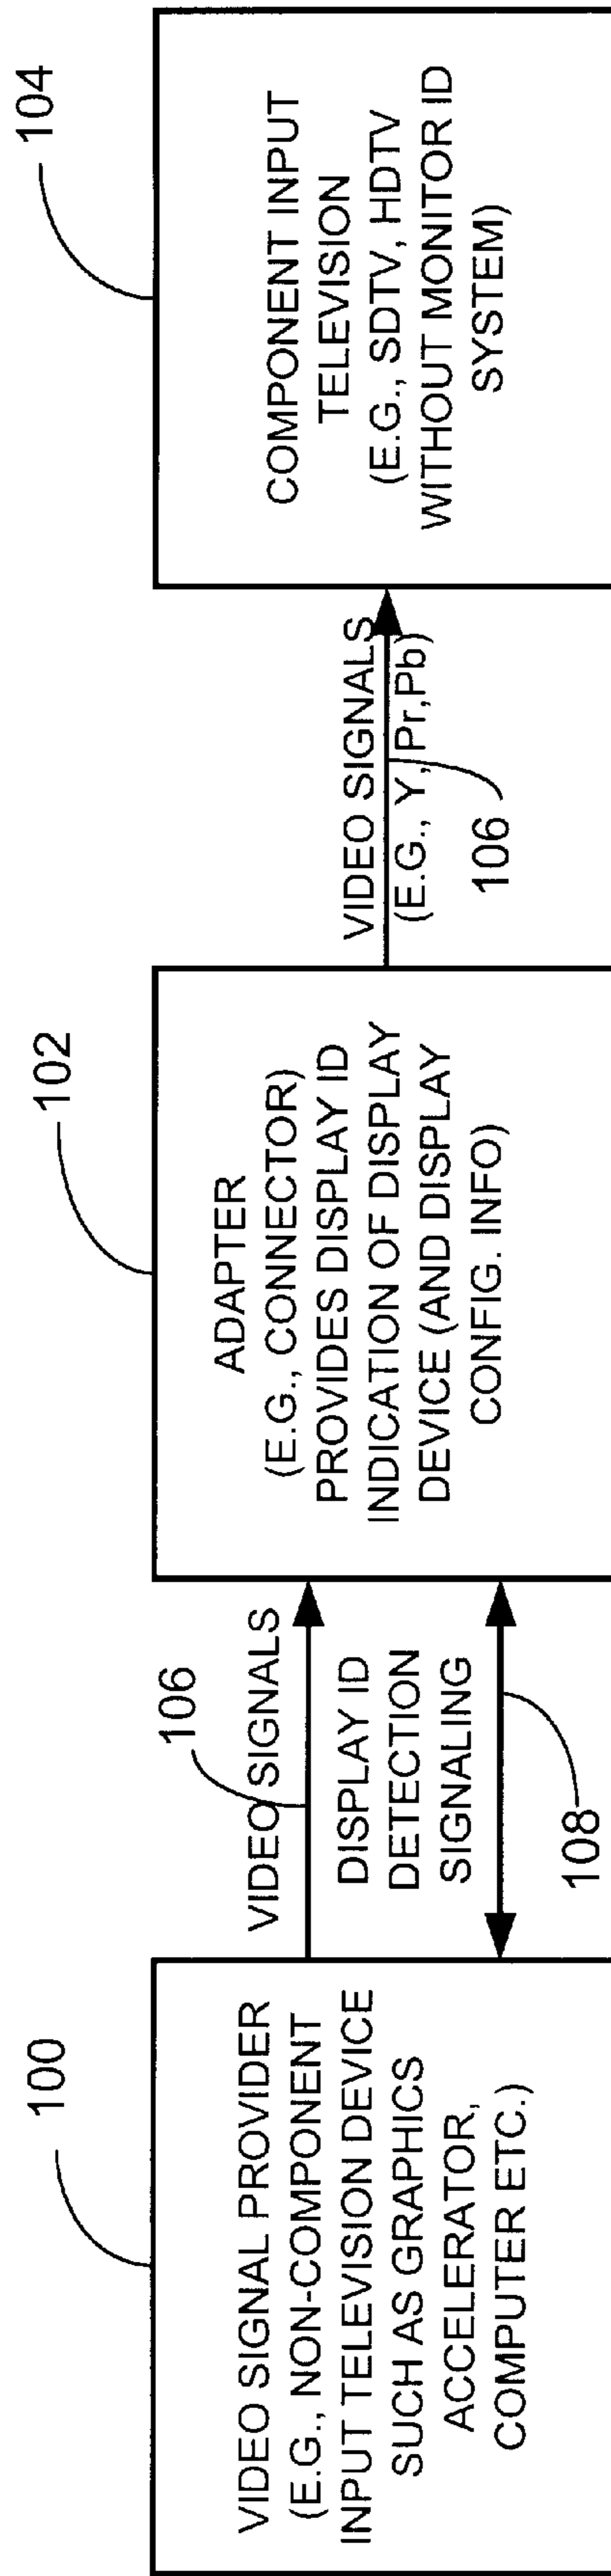 100
VIDEO SIGNAL PROVIDER
(E.G., NON-COMPONENT
INPUT TELEVISION DEVICE
SUCH AS GRAPHICS
ACCELERATOR,
COMPUTER ETC.)
106
VIDEO SIGNALS
DISPLAY ID
DETECTION
SIGNALING
108
102
ADAPTER
(E.G., CONNECTOR)
PROVIDES DISPLAY ID
INDICATION OF DISPLAY
DEVICE (AND DISPLAY
CONFIG. INFO)
VIDEO SIGNALS
(E.G., Y, Pr,Pb)
106
104
COMPONENT INPUT
TELEVISION
(E.G., SDTV, HDTV
WITHOUT MONITOR ID
SYSTEM)